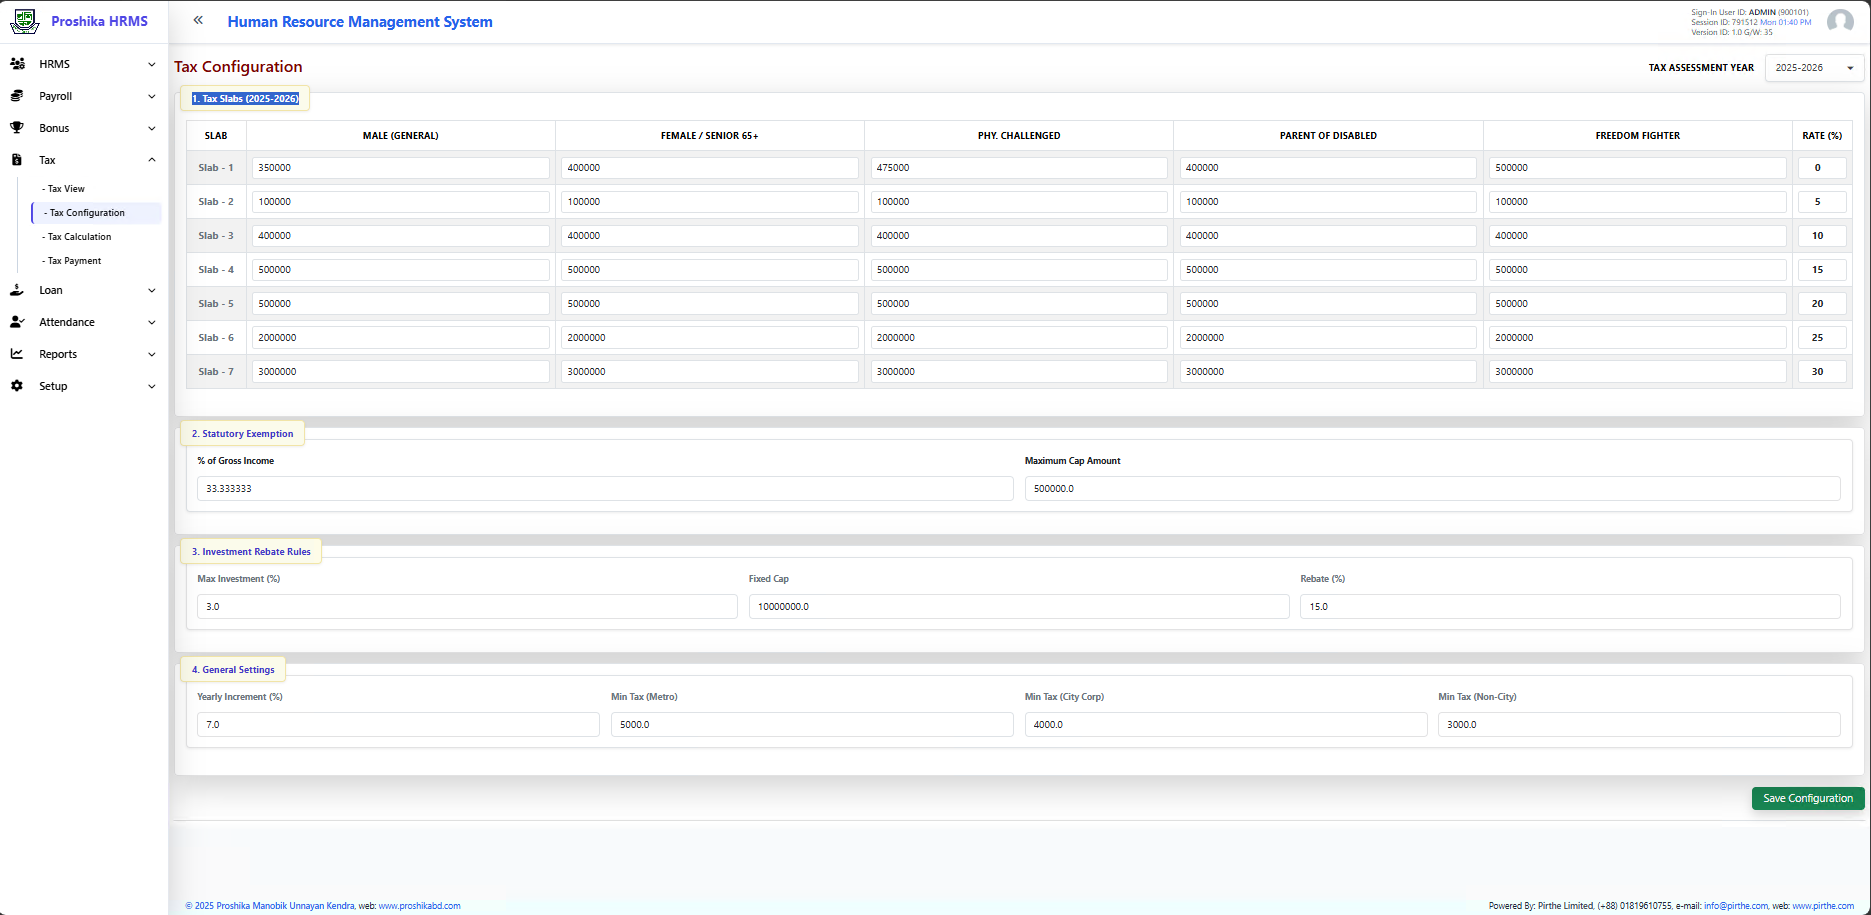 Proshika HRMS
Human Resource Management System
Sign-In User ID: ADMIN (900101)
Session ID: 791512 Mon 01:40 PM
Version ID: 1.0 G/W: 35
HRMS
Payroll
Bonus
Tax
- Tax View
- Tax Configuration
- Tax Calculation
- Tax Payment
Loan
Attendance
Reports
Setup
Tax Configuration
TAX ASSESSMENT YEAR 2025-2026
1. Tax Slabs (2025-2026)
SLAB MALE (GENERAL) FEMALE / SENIOR 65+ PHY. CHALLENGED PARENT OF DISABLED FREEDOM FIGHTER RATE (%)
Slab - 1 350000 400000 475000 400000 500000 0
Slab - 2 100000 100000 100000 100000 100000 5
Slab - 3 400000 400000 400000 400000 400000 10
Slab - 4 500000 500000 500000 500000 500000 15
Slab - 5 500000 500000 500000 500000 500000 20
Slab - 6 2000000 2000000 2000000 2000000 2000000 25
Slab - 7 3000000 3000000 3000000 3000000 3000000 30
2. Statutory Exemption
% of Gross Income Maximum Cap Amount
33.333333 500000.0
3. Investment Rebate Rules
Max Investment (%) Fixed Cap Rebate (%)
3.0 10000000.0 15.0
4. General Settings
Yearly Increment (%) Min Tax (Metro) Min Tax (City Corp) Min Tax (Non-City)
7.0 5000.0 4000.0 3000.0
Save Configuration
© 2025 Proshika Manobik Unnayan Kendra, web: www.proshikabd.com
Powered By: Pirthe Limited, (+88) 01819610755, e-mail: info@pirthe.com, web: www.pirthe.com